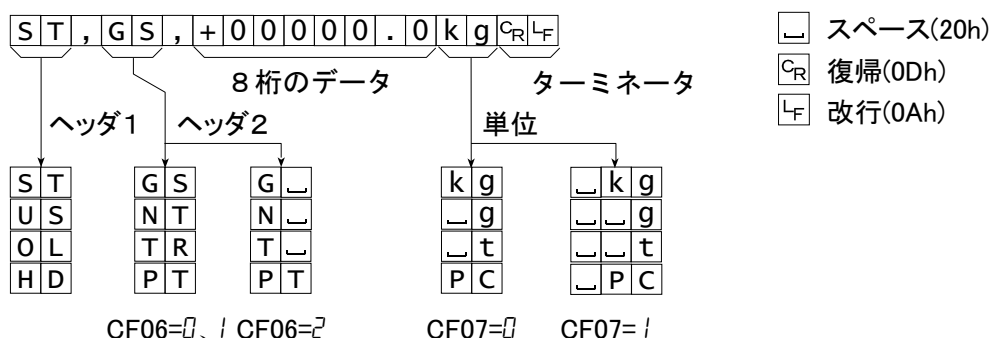 ST,GS,+00000.0kgCRLF
␣ スペース(20h)
8桁のデータ ターミネータ
CR 復帰(0Dh)
LF 改行(0Ah)
ヘッダ1 ヘッダ2 単位
ST GS G␣ kg ␣kg
US NT N␣ ␣g ␣␣g
OL TR T␣ ␣t ␣␣t
HD PT PT PC ␣PC
CF06=0、1 CF06=2 CF07=0 CF07=1